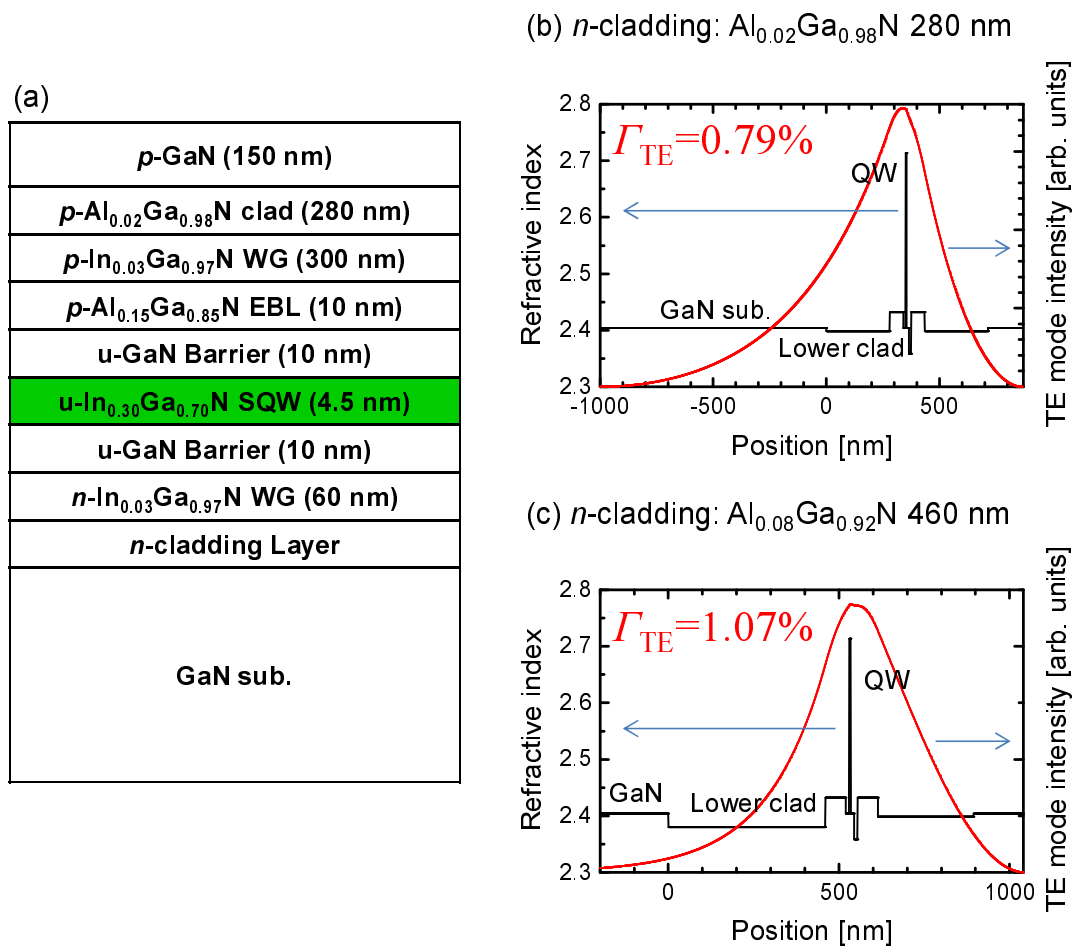 (a)
p-GaN (150 nm)
p-Al0.02Ga0.98N clad (280 nm)
p-In0.03Ga0.97N WG (300 nm)
p-Al0.15Ga0.85N EBL (10 nm)
u-GaN Barrier (10 nm)
u-In0.30Ga0.70N SQW (4.5 nm)
u-GaN Barrier (10 nm)
n-In0.03Ga0.97N WG (60 nm)
n-cladding Layer
GaN sub.
(b) n-cladding: Al0.02Ga0.98N 280 nm
Refractive index
2.8
2.7
2.6
2.5
2.4
2.3
ΓTE=0.79%
QW
GaN sub.
Lower clad
-1000
-500
0
500
Position [nm]
TE mode intensity [arb. units]
(c) n-cladding: Al0.08Ga0.92N 460 nm
Refractive index
2.8
2.7
2.6
2.5
2.4
2.3
ΓTE=1.07%
QW
GaN
Lower clad
0
500
1000
Position [nm]
TE mode intensity [arb. units]